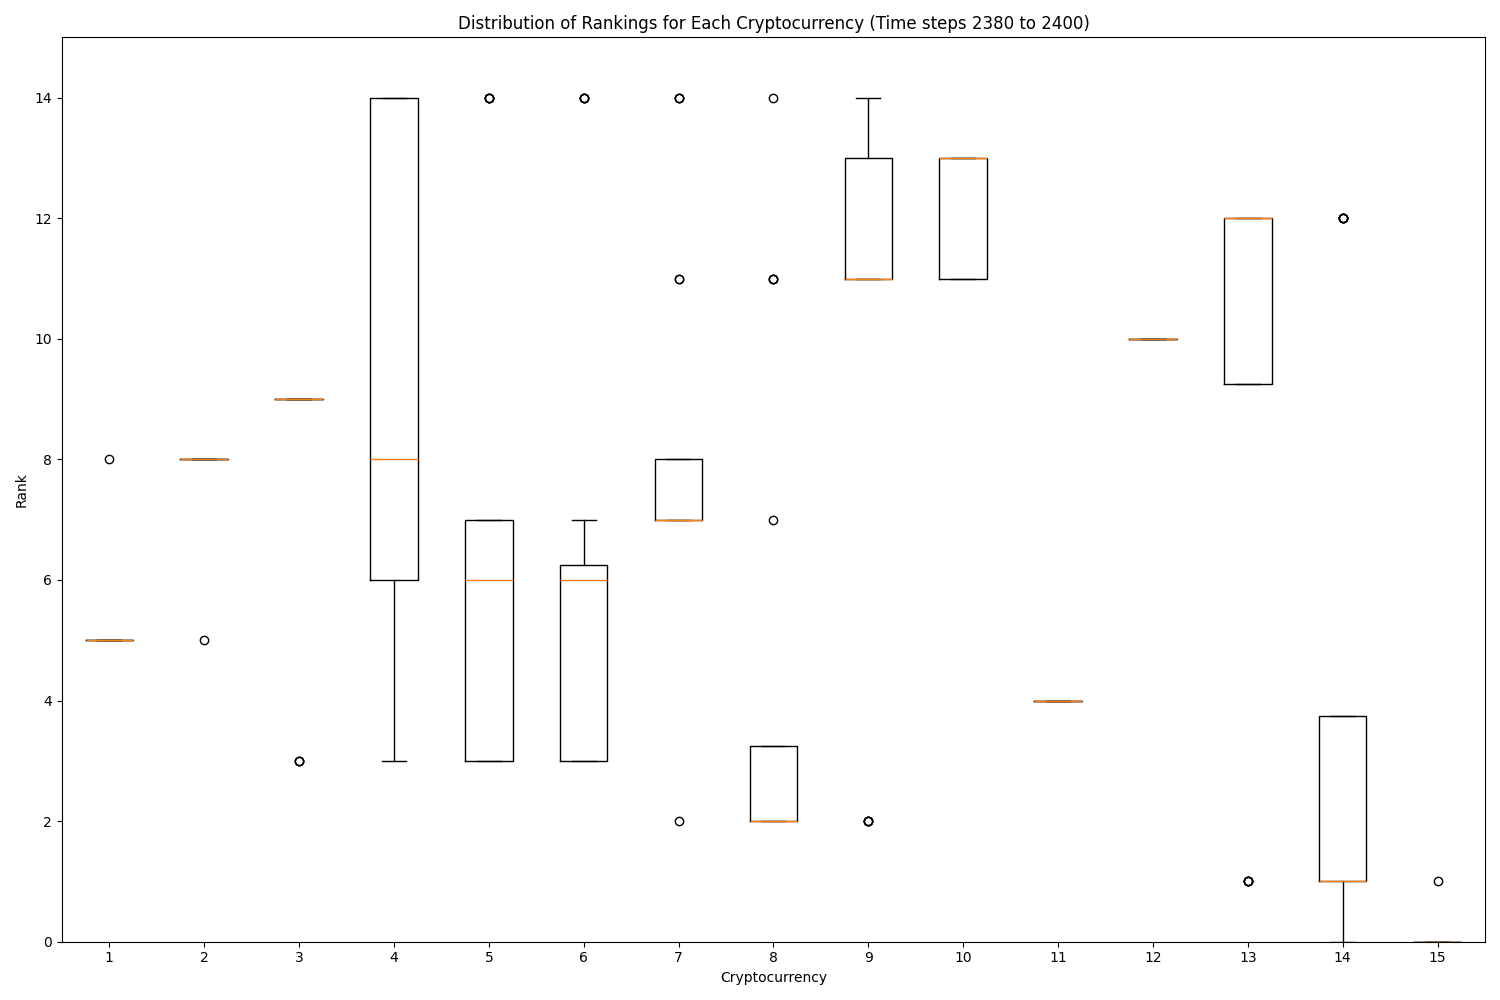 Distribution of Rankings for Each Cryptocurrency (Time steps 2380 to 2400)
14
12
10
8
6
4
2
0
Rank
1 2 3 4 5 6 7 8 9 10 11 12 13 14 15
Cryptocurrency